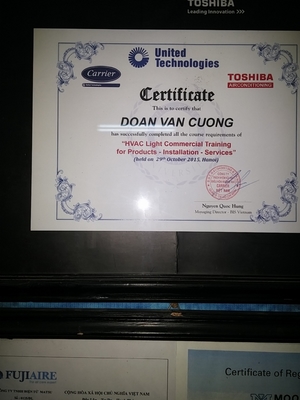 TOSHIBA
Leading Innovation >>>
United
Technologies
Carrier
TOSHIBA
AIRCONDITIONING
Certificate
This is to certify that
DOAN VAN CUONG
has successfully completed all the course requirements of
"HVAC Light Commercial Training
for Products - Installation - Services"
(held on 29th October 2015, Hanoi)
Nguyen Quoc Hung
Managing Director
FUJIAIRE
CỘNG HÒA XÃ HỘI CHỦ NGHĨA VIỆT NAM
Certificate of Reg